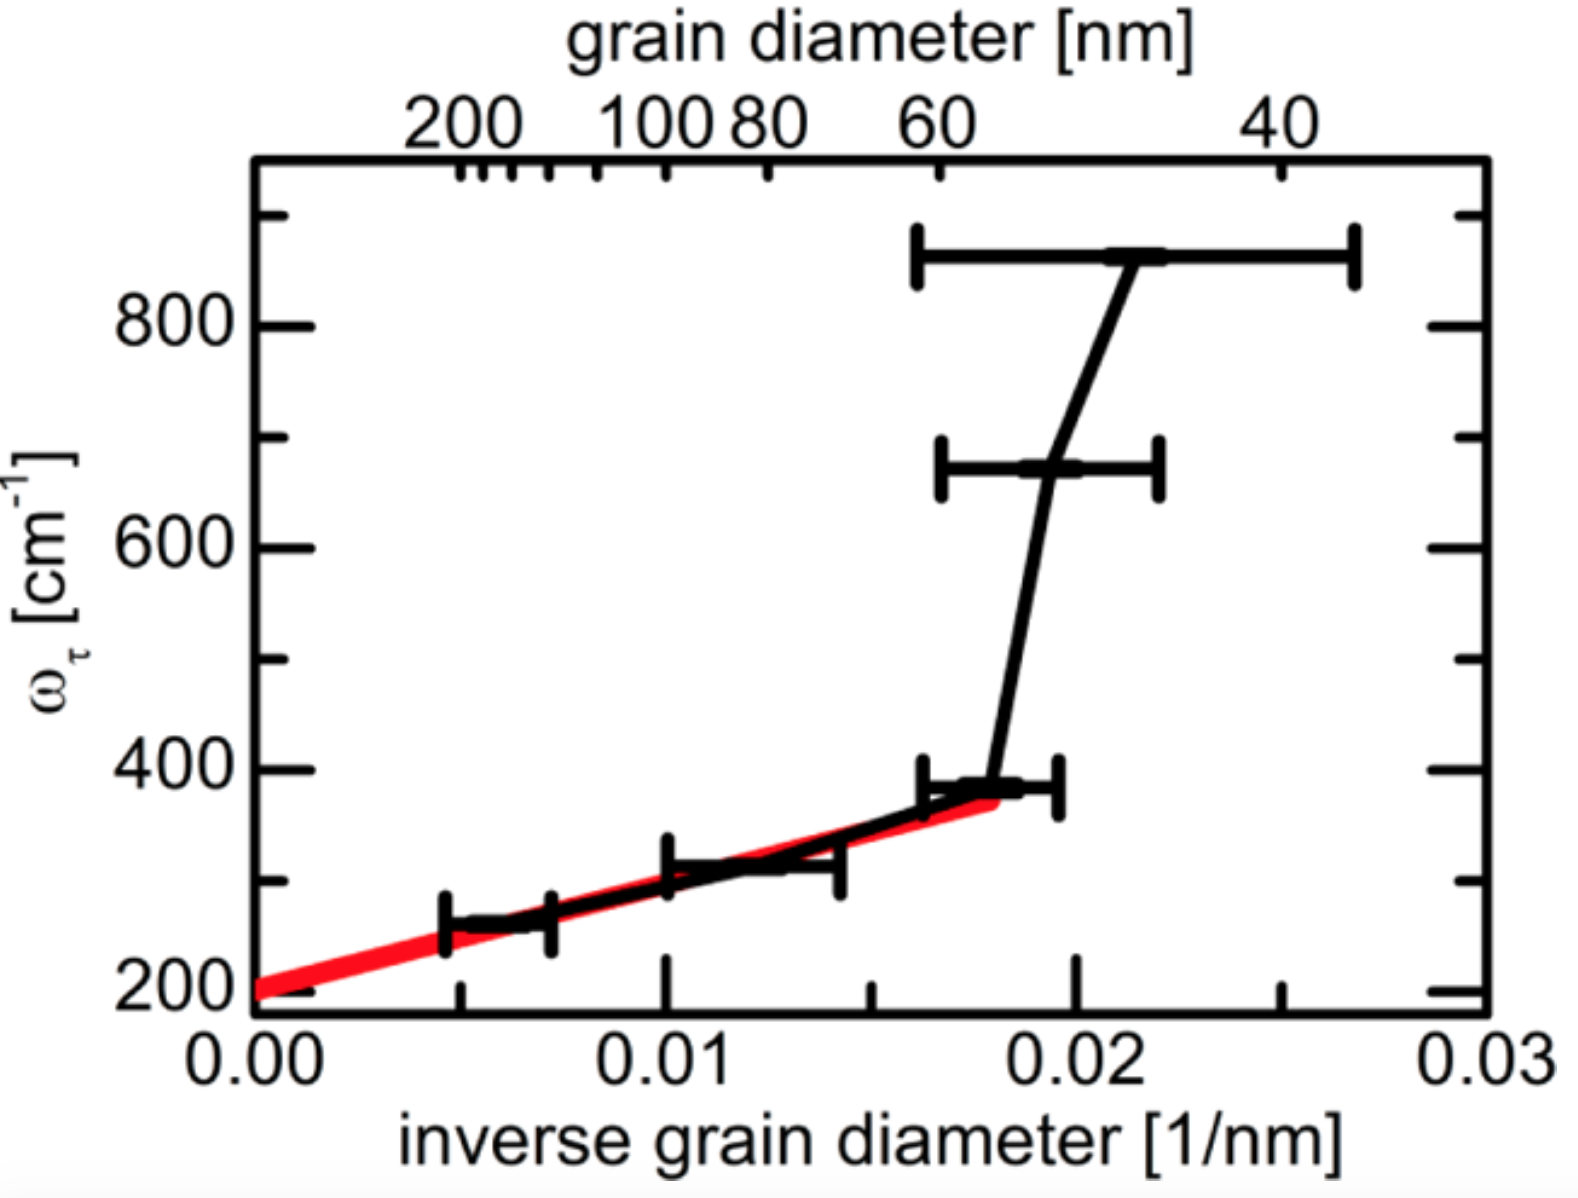 grain diameter [nm]
200 100 80 60 40
800
600
400
200
ω_τ [cm⁻¹]
0.00 0.01 0.02 0.03
inverse grain diameter [1/nm]